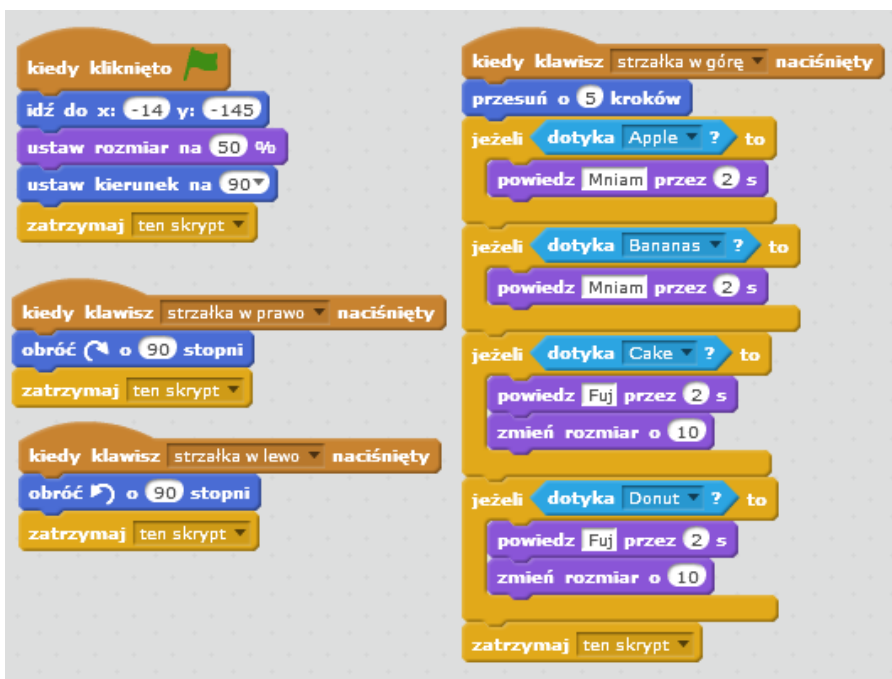 kiedy kliknięto
idź do x: -14 y: -145
ustaw rozmiar na 50 %
ustaw kierunek na 90
zatrzymaj ten skrypt
kiedy klawisz strzałka w prawo naciśnięty
obróć o 90 stopni
zatrzymaj ten skrypt
kiedy klawisz strzałka w lewo naciśnięty
obróć o 90 stopni
zatrzymaj ten skrypt
kiedy klawisz strzałka w górę naciśnięty
przesuń o 5 kroków
jeżeli dotyka Apple ? to
powiedz Mniam przez 2 s
jeżeli dotyka Bananas ? to
powiedz Mniam przez 2 s
jeżeli dotyka Cake ? to
powiedz Fuj przez 2 s
zmień rozmiar o 10
jeżeli dotyka Donut ? to
powiedz Fuj przez 2 s
zmień rozmiar o 10
zatrzymaj ten skrypt